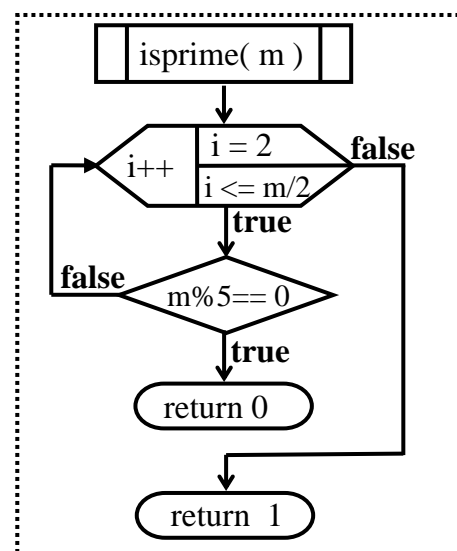 isprime( m )
i++
i = 2
i <= m/2
false
true
false
m%5== 0
true
return 0
return 1